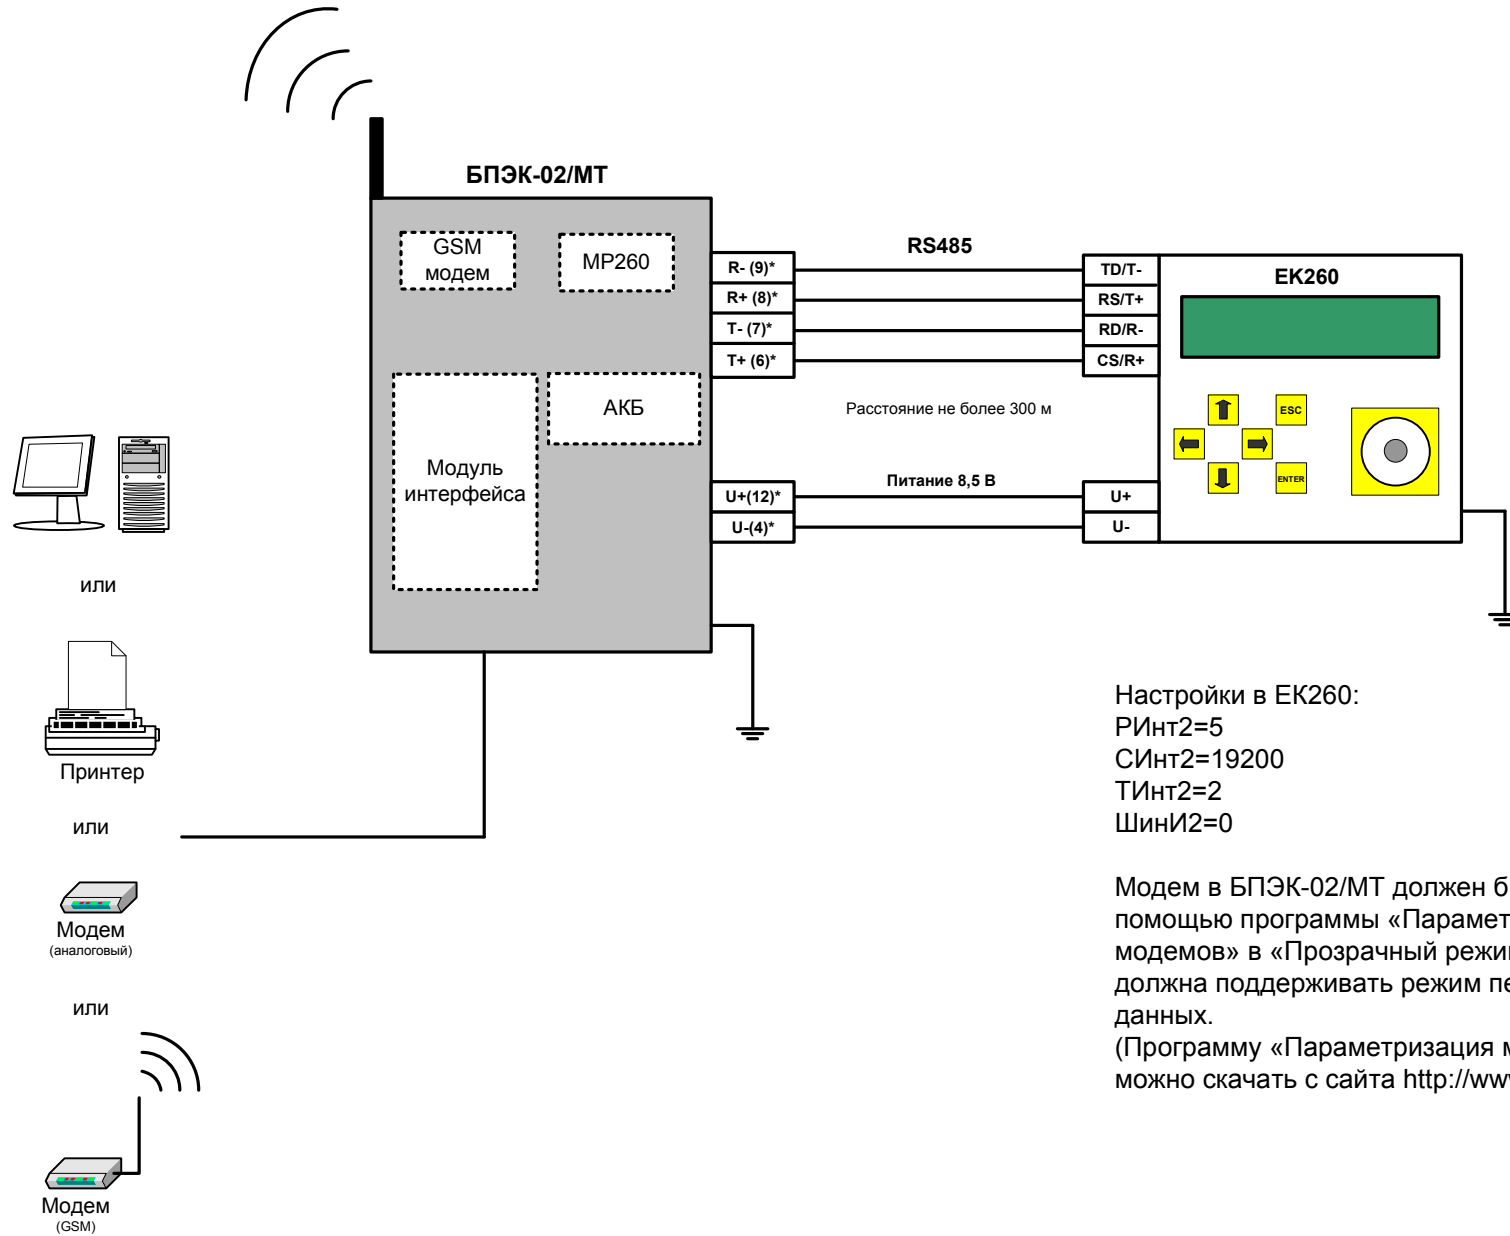 БПЭК-02/МТ
GSM
модем
МР260
АКБ
Модуль
интерфейса
R- (9)*
R+ (8)*
T- (7)*
T+ (6)*
U+(12)*
U-(4)*
RS485
Расстояние не более 300 м
Питание 8,5 В
TD/T-
RS/T+
RD/R-
CS/R+
U+
U-
EK260
ESC
ENTER
или
Принтер
или
Модем
(аналоговый)
или
Модем
(GSM)
Настройки в ЕК260:
РИнт2=5
СИнт2=19200
ТИнт2=2
ШинИ2=0
Модем в БПЭК-02/МТ должен
помощью программы «Парамет
модемов» в «Прозрачный
должна поддерживать режим
данных.
(Программу «Параметризация
можно скачать с сайта http://ww